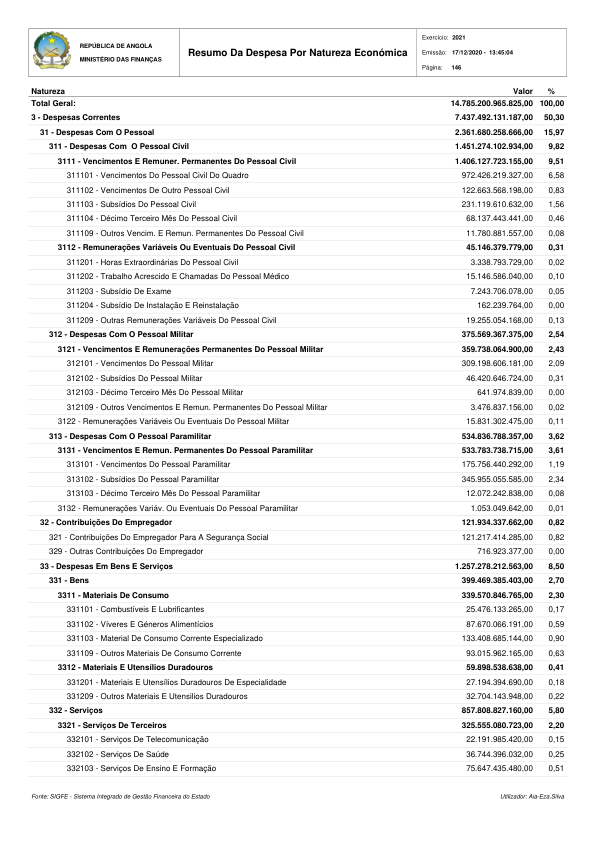 REPÚBLICA DE ANGOLA
MINISTÉRIO DAS FINANÇAS
Resumo Da Despesa Por Natureza Económica
Exercício: 2021
Emissão: 17/12/2020 - 13:45:04
Página: 146
Natureza Valor %
Total Geral: 14.785.200.965.825,00 100,00
3 - Despesas Correntes 7.437.492.131.187,00 50,30
31 - Despesas Com O Pessoal 2.361.680.258.666,00 15,97
311 - Despesas Com O Pessoal Civil 1.451.274.102.934,00 9,82
3111 - Vencimentos E Remuner. Permanentes Do Pessoal Civil 1.406.127.723.155,00 9,51
311101 - Vencimentos Do Pessoal Civil Do Quadro 972.426.219.327,00 6,58
311102 - Vencimentos De Outro Pessoal Civil 122.663.568.198,00 0,83
311103 - Subsídios Do Pessoal Civil 231.119.610.632,00 1,56
311104 - Décimo Terceiro Mês Do Pessoal Civil 68.137.443.441,00 0,46
311109 - Outros Vencim. E Remun. Permanentes Do Pessoal Civil 11.780.881.557,00 0,08
3112 - Remunerações Variáveis Ou Eventuais Do Pessoal Civil 45.146.379.779,00 0,31
311201 - Horas Extraordinárias Do Pessoal Civil 3.338.793.729,00 0,02
311202 - Trabalho Acrescido E Chamadas Do Pessoal Médico 15.146.586.040,00 0,10
311203 - Subsídio De Exame 7.243.706.078,00 0,05
311204 - Subsídio De Instalação E Reinstalação 162.239.764,00 0,00
311209 - Outras Remunerações Variáveis Do Pessoal Civil 19.255.054.168,00 0,13
312 - Despesas Com O Pessoal Militar 375.569.367.375,00 2,54
3121 - Vencimentos E Remunerações Permanentes Do Pessoal Militar 359.738.064.900,00 2,43
312101 - Vencimentos Do Pessoal Militar 309.198.606.181,00 2,09
312102 - Subsídios Do Pessoal Militar 46.420.646.724,00 0,31
312103 - Décimo Terceiro Mês Do Pessoal Militar 641.974.839,00 0,00
312109 - Outros Vencimentos E Remun. Permanentes Do Pessoal Militar 3.476.837.156,00 0,02
3122 - Remunerações Variáveis Ou Eventuais Do Pessoal Militar 15.831.302.475,00 0,11
313 - Despesas Com O Pessoal Paramilitar 534.836.788.357,00 3,62
3131 - Vencimentos E Remun. Permanentes Do Pessoal Paramilitar 533.783.738.715,00 3,61
313101 - Vencimentos Do Pessoal Paramilitar 175.756.440.292,00 1,19
313102 - Subsídios Do Pessoal Paramilitar 345.955.055.585,00 2,34
313103 - Décimo Terceiro Mês Do Pessoal Paramilitar 12.072.242.838,00 0,08
3132 - Remunerações Variáv. Ou Eventuais Do Pessoal Paramilitar 1.053.049.642,00 0,01
32 - Contribuições Do Empregador 121.934.337.662,00 0,82
321 - Contribuições Do Empregador Para A Segurança Social 121.217.414.285,00 0,82
329 - Outras Contribuições Do Empregador 716.923.377,00 0,00
33 - Despesas Em Bens E Serviços 1.257.278.212.563,00 8,50
331 - Bens 399.469.385.403,00 2,70
3311 - Materiais De Consumo 339.570.846.765,00 2,30
331101 - Combustíveis E Lubrificantes 25.476.133.265,00 0,17
331102 - Víveres E Géneros Alimentícios 87.670.066.191,00 0,59
331103 - Material De Consumo Corrente Especializado 133.408.685.144,00 0,90
331109 - Outros Materiais De Consumo Corrente 93.015.962.165,00 0,63
3312 - Materiais E Utensílios Duradouros 59.898.538.638,00 0,41
331201 - Materiais E Utensílios Duradouros De Especialidade 27.194.394.690,00 0,18
331209 - Outros Materiais E Utensilios Duradouros 32.704.143.948,00 0,22
332 - Serviços 857.808.827.160,00 5,80
3321 - Serviços De Terceiros 325.555.080.723,00 2,20
332101 - Serviços De Telecomunicação 22.191.985.420,00 0,15
332102 - Serviços De Saúde 36.744.396.032,00 0,25
332103 - Serviços De Ensino E Formação 75.647.435.480,00 0,51
Fonte: SIGFE - Sistema Integrado de Gestão Financeira do Estado
Utilizador: Aia-Eza.Silva